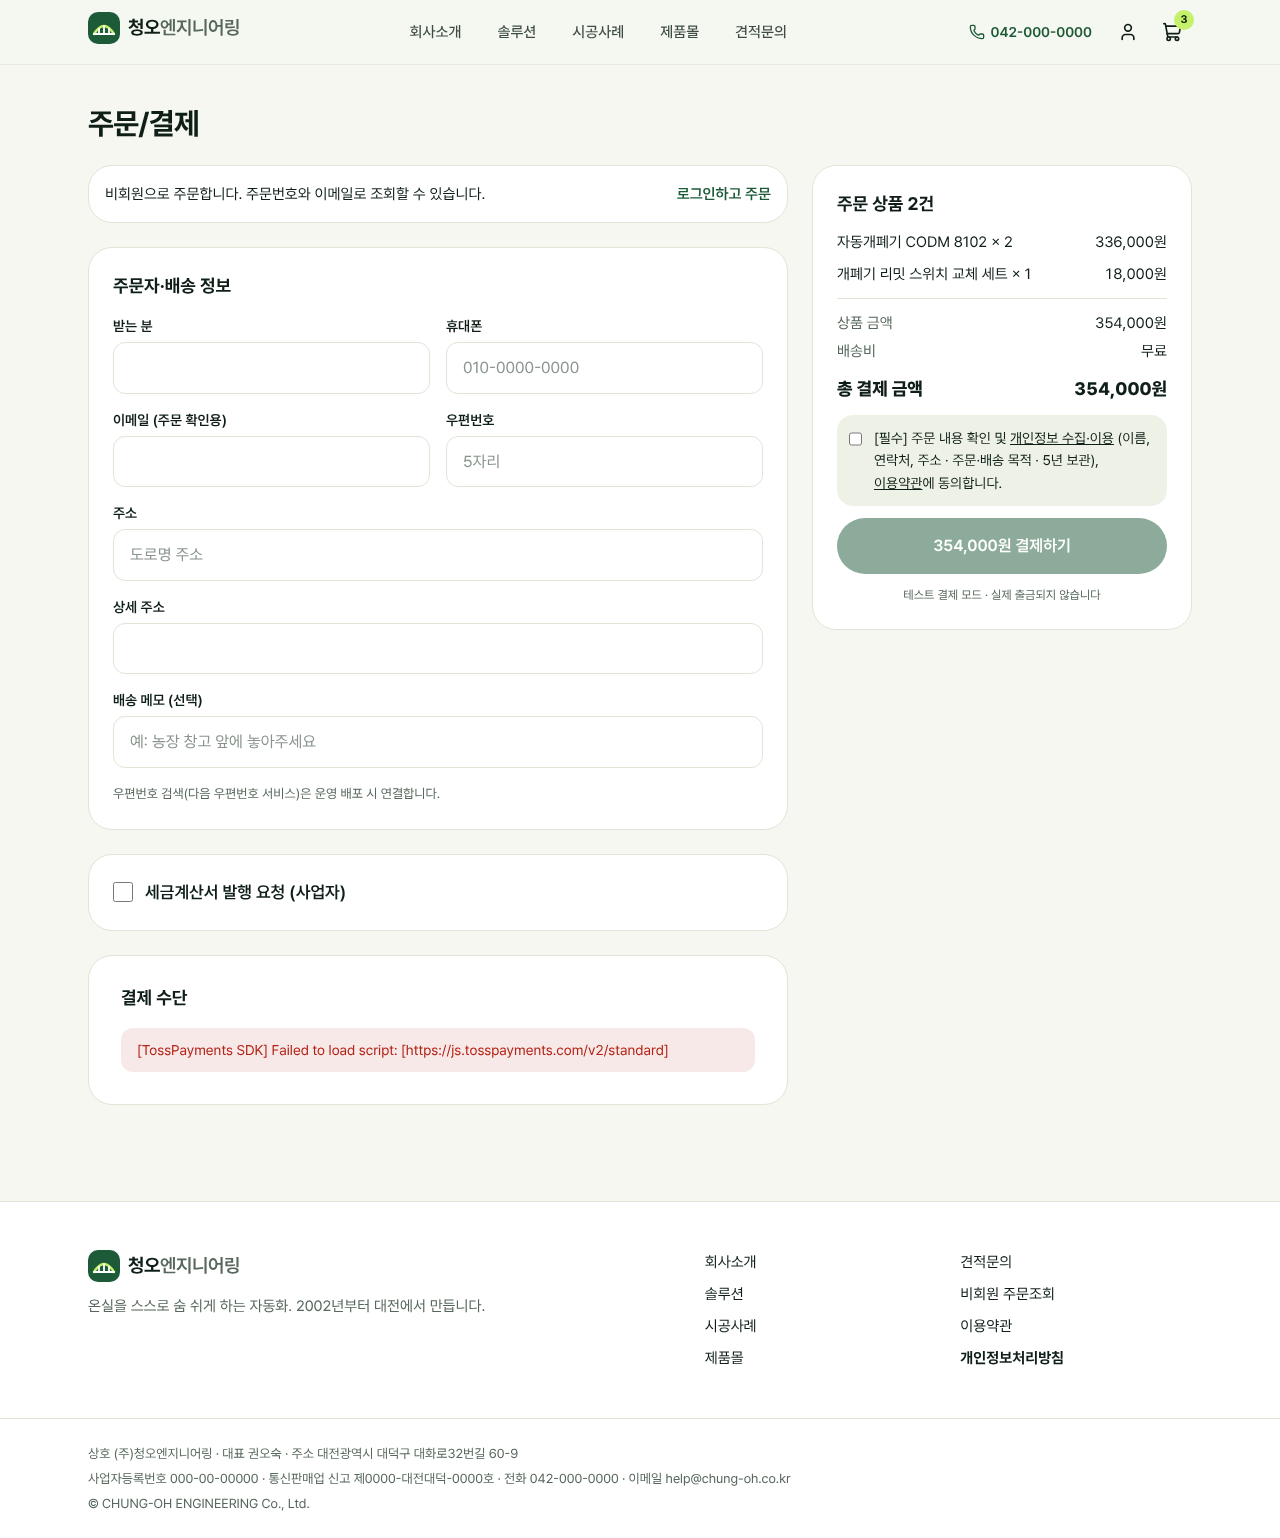 청오엔지니어링
회사소개
솔루션
시공사례
제품몰
견적문의
042-000-0000
3
주문/결제
비회원으로 주문합니다. 주문번호와 이메일로 조회할 수 있습니다.
로그인하고 주문
주문자·배송 정보
받는 분
휴대폰
010-0000-0000
이메일 (주문 확인용)
우편번호
5자리
주소
도로명 주소
상세 주소
배송 메모 (선택)
예: 농장 창고 앞에 놓아주세요
우편번호 검색(다음 우편번호 서비스)은 운영 배포 시 연결합니다.
세금계산서 발행 요청 (사업자)
결제 수단
[TossPayments SDK] Failed to load script: [https://js.tosspayments.com/v2/standard]
주문 상품 2건
자동개폐기 CODM 8102 × 2
336,000원
개폐기 리밋 스위치 교체 세트 × 1
18,000원
상품 금액
354,000원
배송비
무료
총 결제 금액
354,000원
[필수] 주문 내용 확인 및 개인정보 수집·이용 (이름,
연락처, 주소 · 주문·배송 목적 · 5년 보관),
이용약관에 동의합니다.
354,000원 결제하기
테스트 결제 모드 · 실제 출금되지 않습니다
청오엔지니어링
온실을 스스로 숨 쉬게 하는 자동화. 2002년부터 대전에서 만듭니다.
회사소개
솔루션
시공사례
제품몰
견적문의
비회원 주문조회
이용약관
개인정보처리방침
상호 (주)청오엔지니어링 · 대표 권오숙 · 주소 대전광역시 대덕구 대화로32번길 60-9
사업자등록번호 000-00-00000 · 통신판매업 신고 제0000-대전대덕-0000호 · 전화 042-000-0000 · 이메일 help@chung-oh.co.kr
© CHUNG-OH ENGINEERING Co., Ltd.